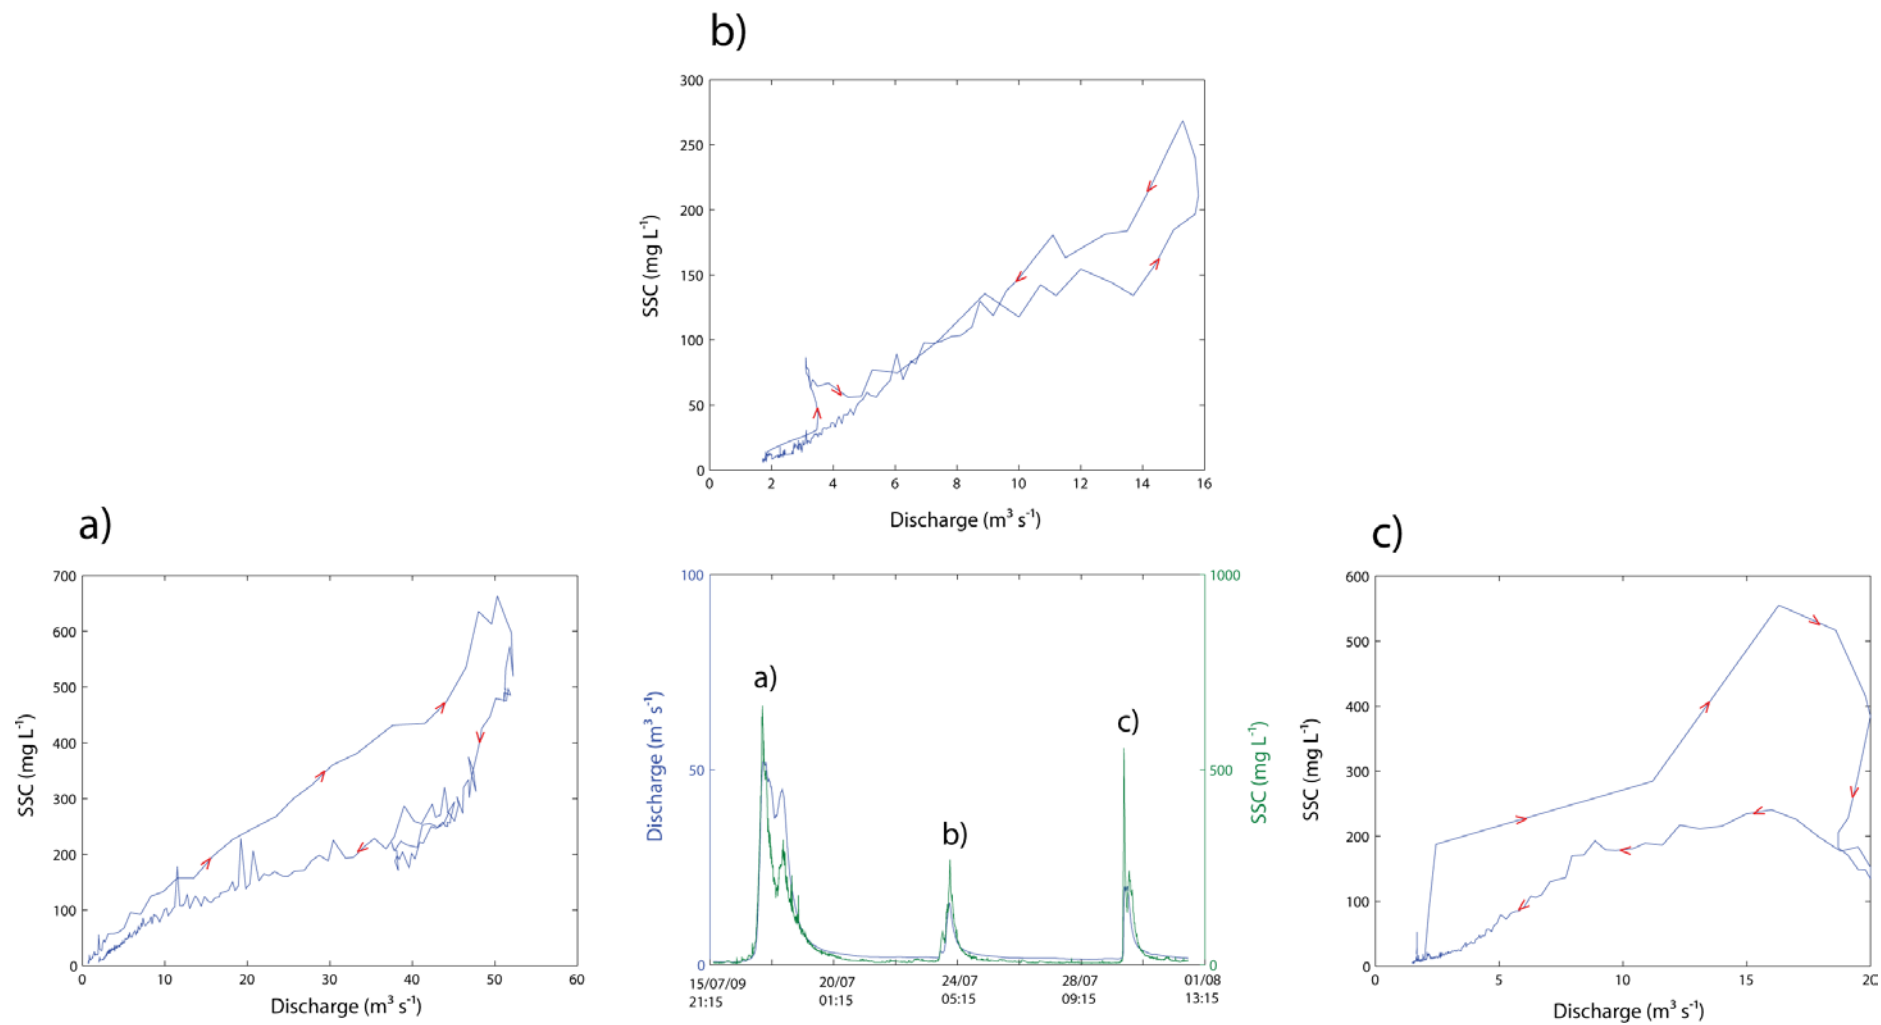 b)
300
250
200
150
100
50
0
SSC (mg L⁻¹)
0 2 4 6 8 10 12 14 16
Discharge (m³ s⁻¹)
a)
700
600
500
400
300
200
100
0
SSC (mg L⁻¹)
0 10 20 30 40 50 60
Discharge (m³ s⁻¹)
100
50
0
Discharge (m³ s⁻¹)
a)
b)
c)
1000
500
0
SSC (mg L⁻¹)
15/07/09 20/07 24/07 28/07 01/08
21:15 01:15 05:15 09:15 13:15
c)
600
500
400
300
200
100
0
SSC (mg L⁻¹)
0 5 10 15 20
Discharge (m³ s⁻¹)